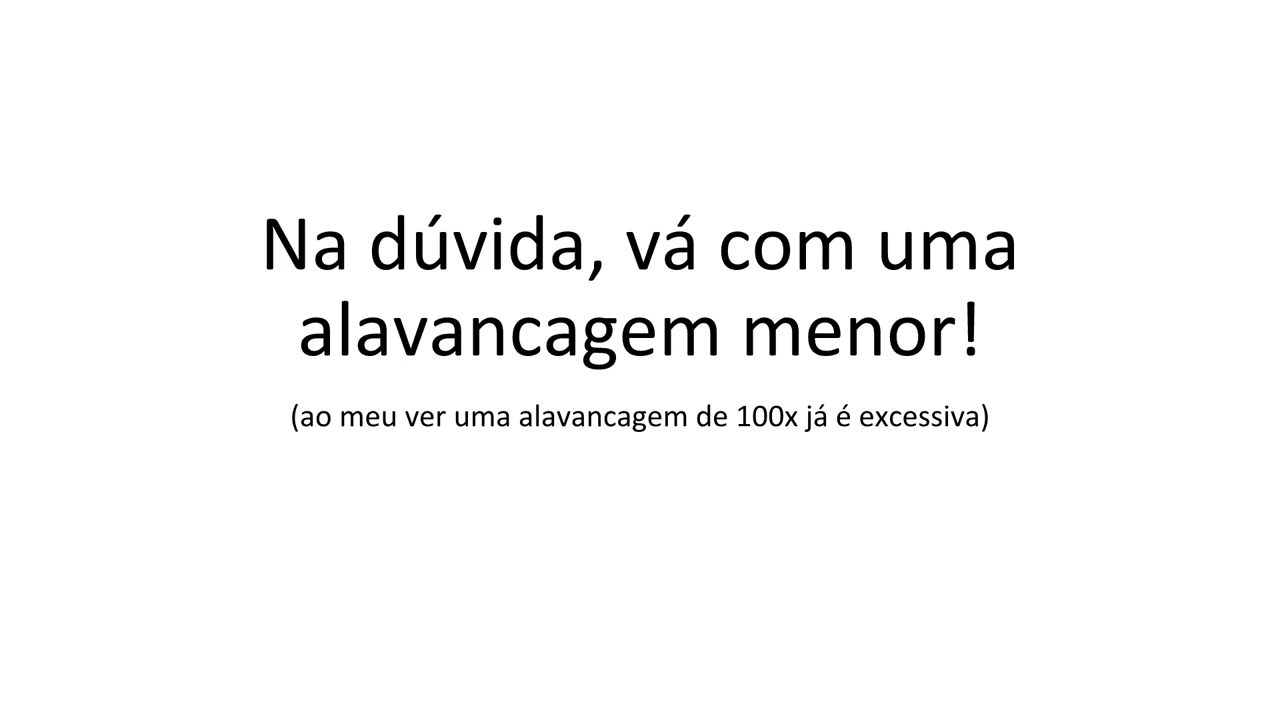 Na dúvida, vá com uma
alavancagem menor!
(ao meu ver uma alavancagem de 100x já é excessiva)